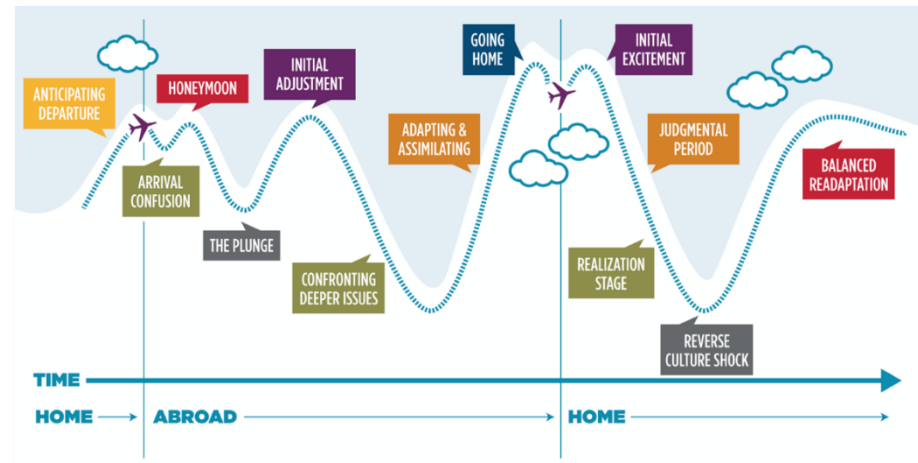 ANTICIPATING
DEPARTURE
HONEYMOON
ARRIVAL
CONFUSION
THE PLUNGE
INITIAL
ADJUSTMENT
CONFRONTING
DEEPER ISSUES
ADAPTING &
ASSIMILATING
GOING
HOME
INITIAL
EXCITEMENT
JUDGMENTAL
PERIOD
REALIZATION
STAGE
REVERSE
CULTURE SHOCK
BALANCED
READAPTATION
TIME
HOME
ABROAD
HOME